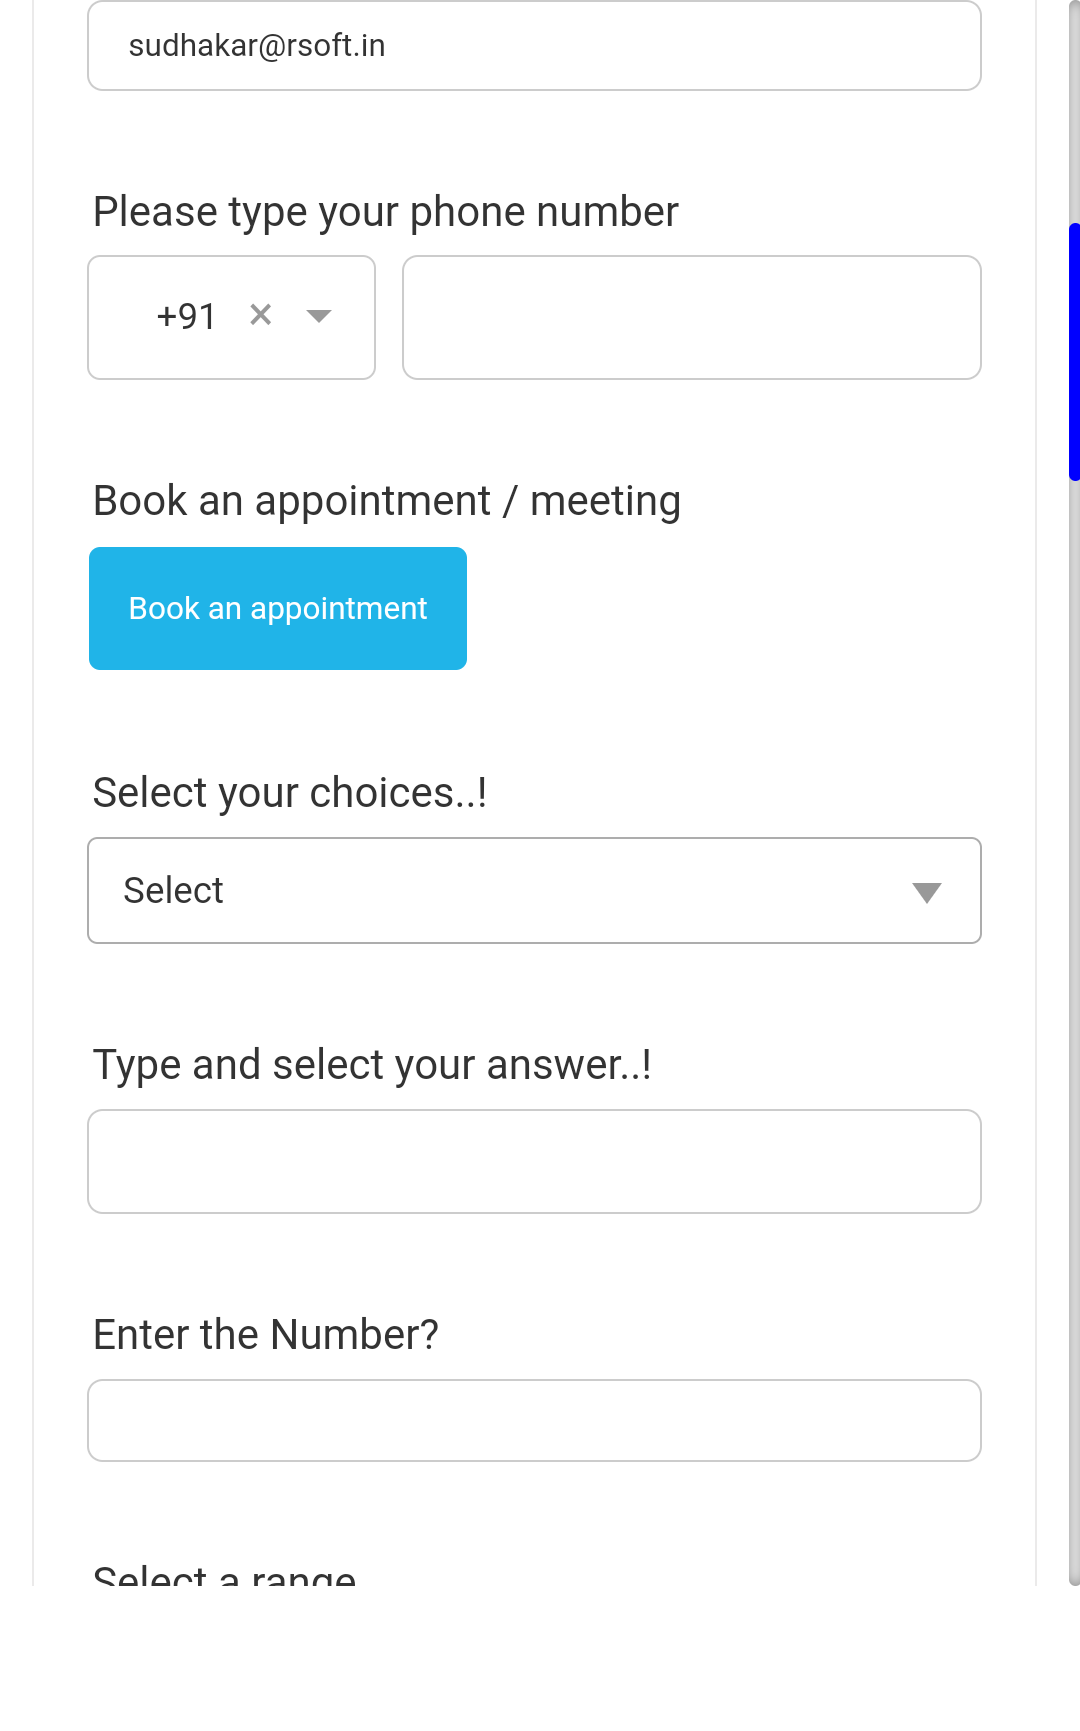 sudhakar@rsoft.in
Please type your phone number
+91 ×
Book an appointment / meeting
Book an appointment
Select your choices..!
Select
Type and select your answer..!
Enter the Number?
Select a range